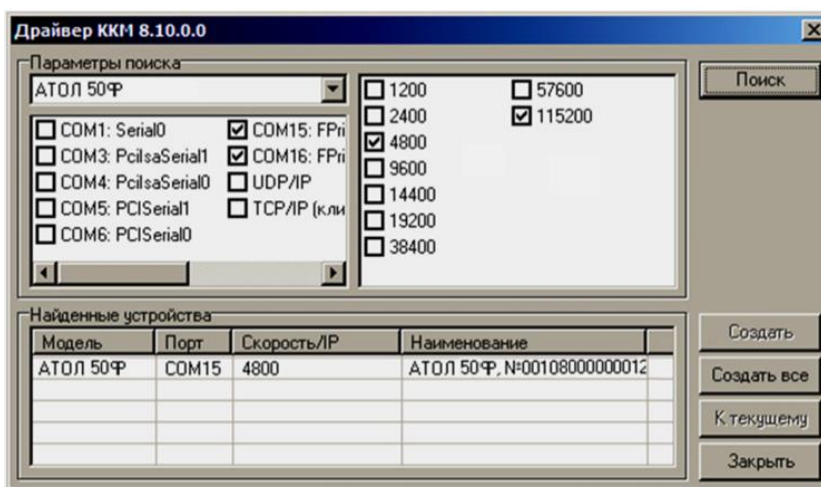 Драйвер ККМ 8.10.0.0
Параметры поиска
АТОЛ 50Ф
COM1: Serial0
COM3: PciIsaSerial1
COM4: PciIsaSerial0
COM5: PCISerial1
COM6: PCISerial0
COM15: FPri
COM16: FPri
UDP/IP
TCP/IP (кли
1200
2400
4800
9600
14400
19200
38400
57600
115200
Поиск
Найденные устройства
Модель Порт Скорость/IP Наименование
АТОЛ 50Ф COM15 4800 АТОЛ 50Ф, №00108000000012
Создать
Создать все
К текущему
Закрыть